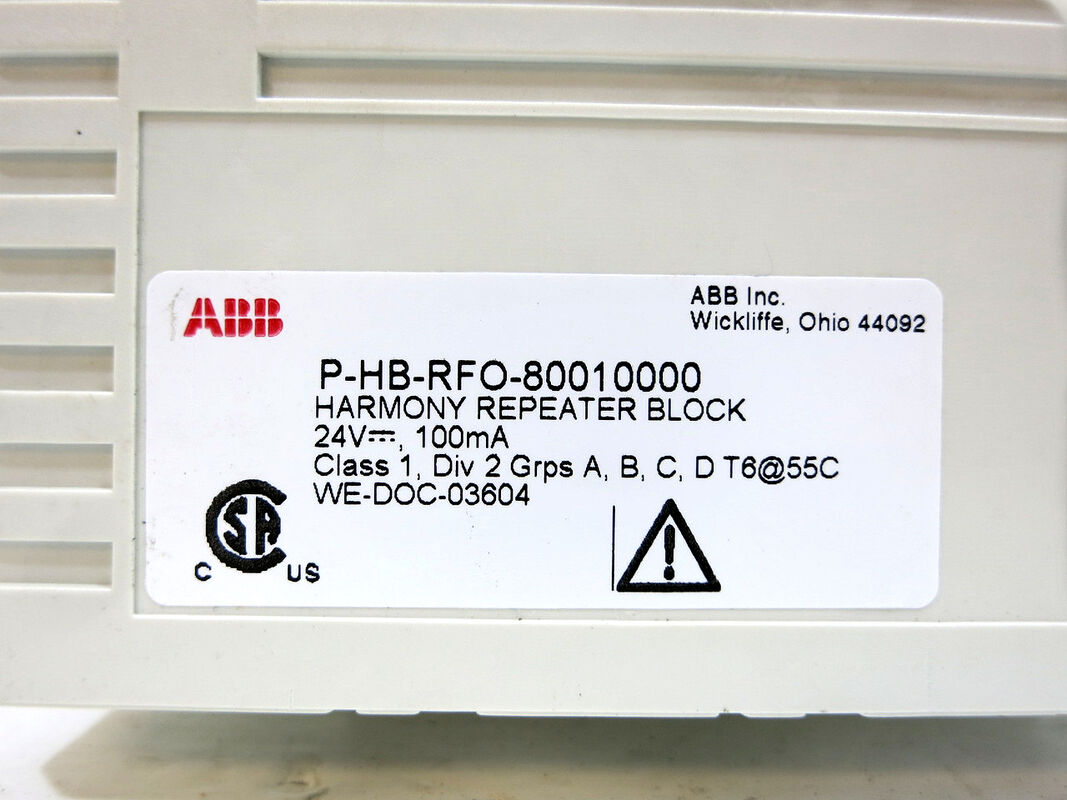 ABB
ABB Inc.
Wickliffe, Ohio 44092
P-HB-RFO-80010000
HARMONY REPEATER BLOCK
24V⎓, 100mA
Class 1, Div 2 Grps A, B, C, D T6@55C
WE-DOC-03604
CSA
C US